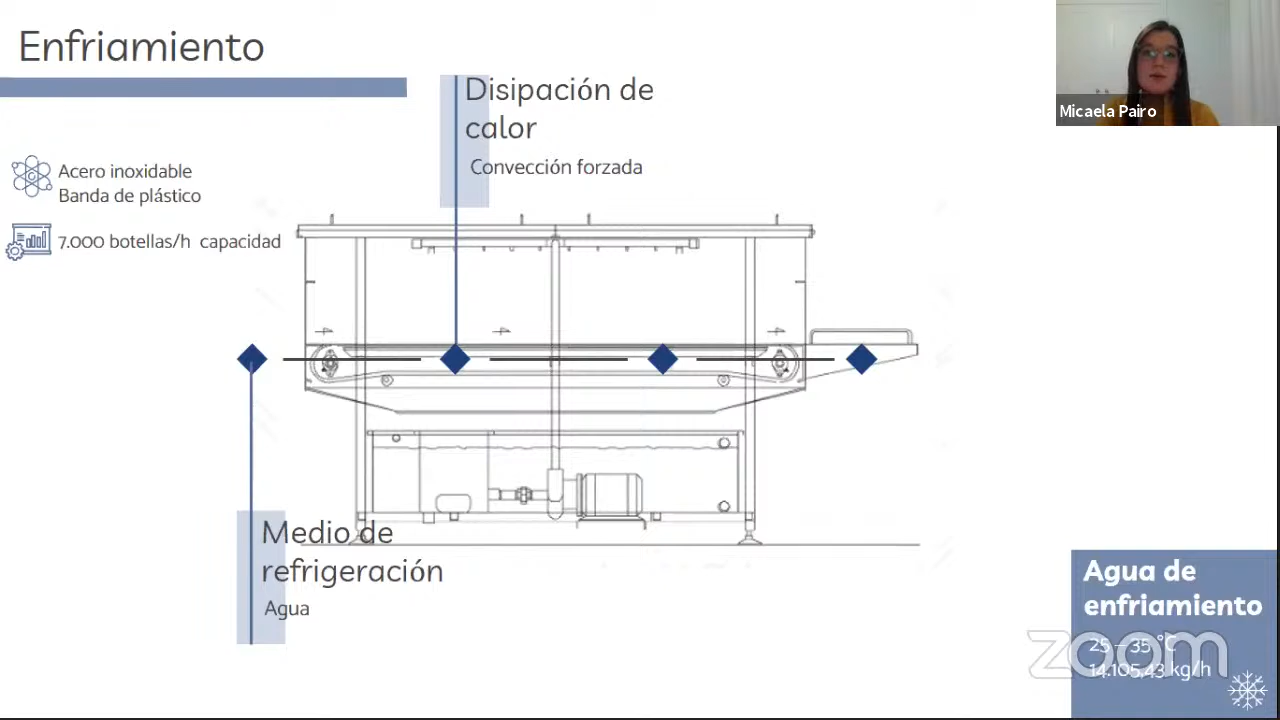 Enfriamiento
Disipación de
calor
Convección forzada
Micaela Pairo
Acero inoxidable
Banda de plástico
7.000 botellas/h capacidad
Medio de
refrigeración
Agua
Agua de
enfriamiento
25 – 35 °C
14.105,43 kg/h
zoom